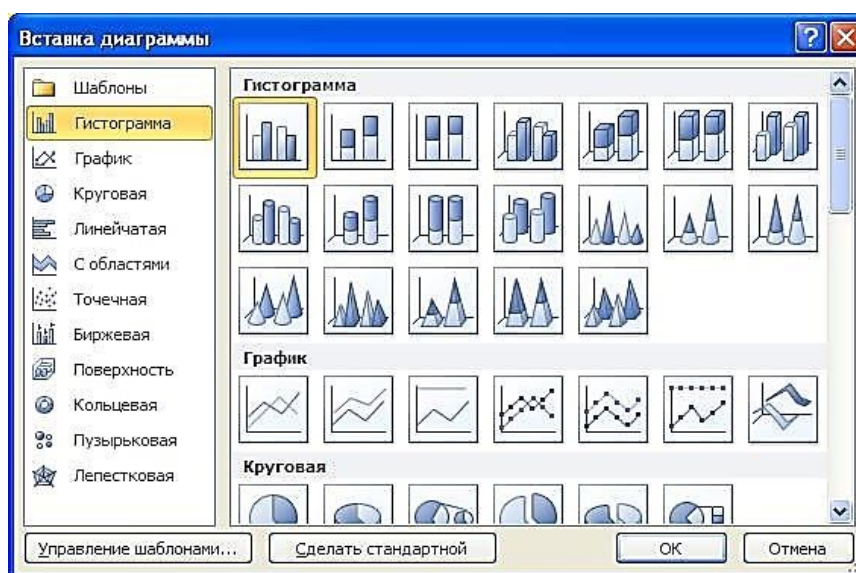 Вставка диаграммы
Шаблоны
Гистограмма
График
Круговая
Линейчатая
С областями
Точечная
Биржевая
Поверхность
Кольцевая
Пузырьковая
Лепестковая
Гистограмма
График
Круговая
Управление шаблонами...
Сделать стандартной
ОК
Отмена